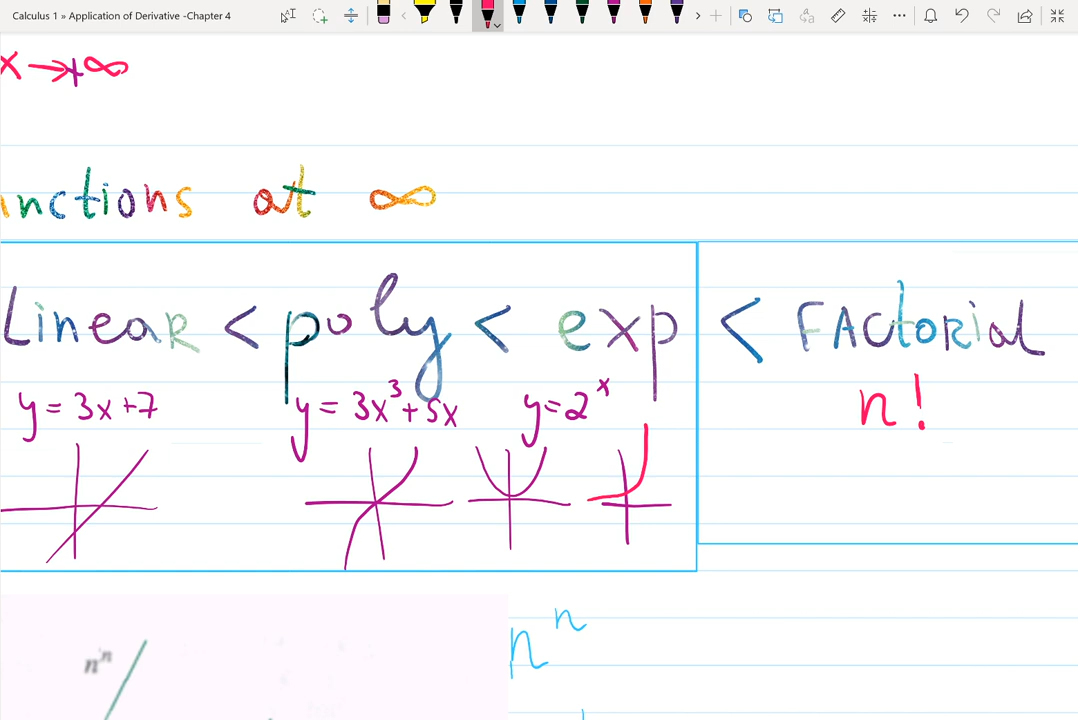 Calculus 1 » Application of Derivative -Chapter 4
x → +∞
nctions at ∞
Linear < poly < exp < FActorial
y = 3x+7 y = 3x³+5x y=2ˣ n!
nⁿ
nⁿ